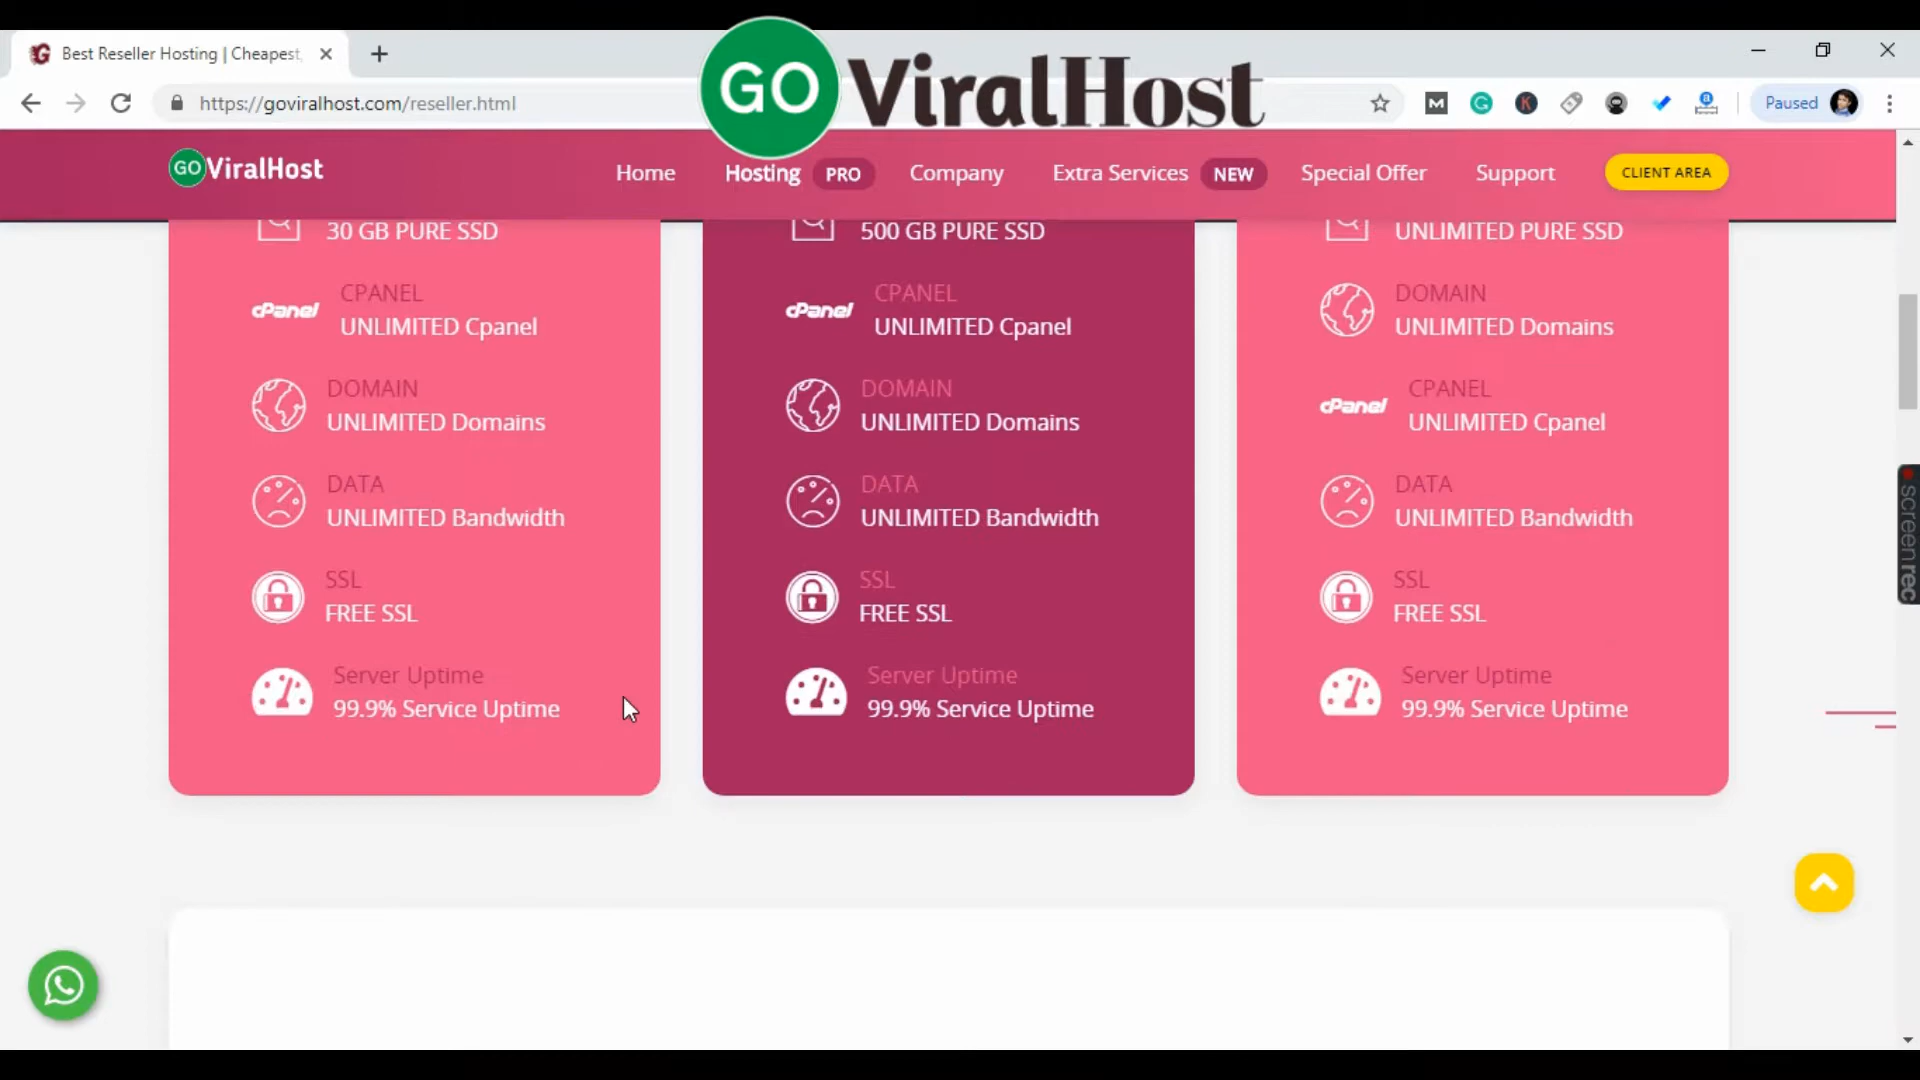 Best Reseller Hosting | Cheapest
GO ViralHost
https://goviralhost.com/reseller.html
Paused
GO ViralHost
Home
Hosting PRO
Company
Extra Services NEW
Special Offer
Support
CLIENT AREA
30 GB PURE SSD
CPANEL
UNLIMITED Cpanel
DOMAIN
UNLIMITED Domains
DATA
UNLIMITED Bandwidth
SSL
FREE SSL
Server Uptime
99.9% Service Uptime
500 GB PURE SSD
CPANEL
UNLIMITED Cpanel
DOMAIN
UNLIMITED Domains
DATA
UNLIMITED Bandwidth
SSL
FREE SSL
Server Uptime
99.9% Service Uptime
UNLIMITED PURE SSD
DOMAIN
UNLIMITED Domains
CPANEL
UNLIMITED Cpanel
DATA
UNLIMITED Bandwidth
SSL
FREE SSL
Server Uptime
99.9% Service Uptime
cPanel
cPanel
cPanel
screenrec